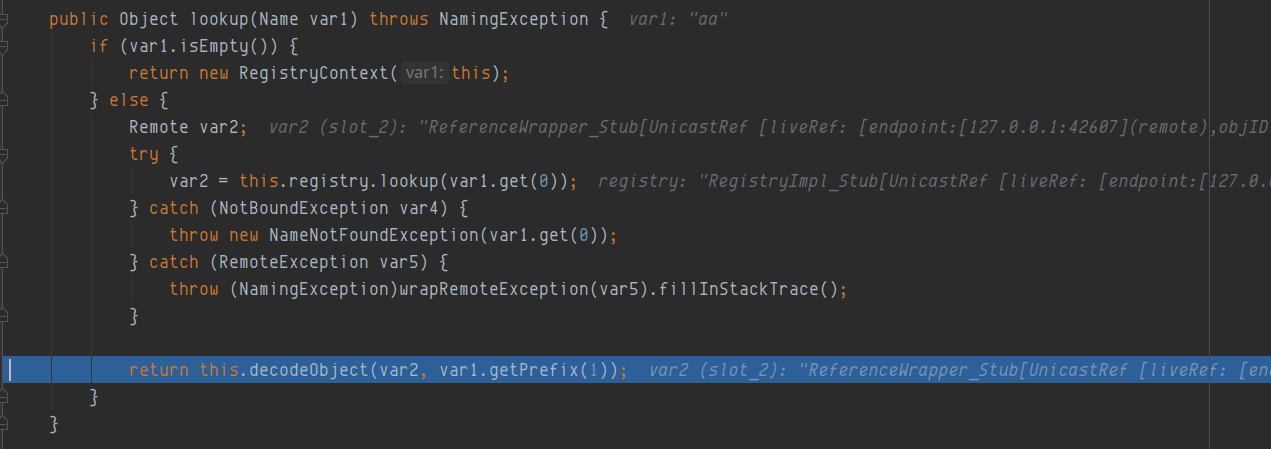 public Object lookup(Name var1) throws NamingException {  var1: "aa"
if (var1.isEmpty()) {
return new RegistryContext( var1: this);
} else {
Remote var2;  var2 (slot_2): "ReferenceWrapper_Stub[UnicastRef [liveRef: [endpoint:[127.0.0.1:42607](remote),objID
try {
var2 = this.registry.lookup(var1.get(0));  registry: "RegistryImpl_Stub[UnicastRef [liveRef: [endpoint:[127.0.0
} catch (NotBoundException var4) {
throw new NameNotFoundException(var1.get(0));
} catch (RemoteException var5) {
throw (NamingException)wrapRemoteException(var5).fillInStackTrace();
}
return this.decodeObject(var2, var1.getPrefix(1));  var2 (slot_2): "ReferenceWrapper_Stub[UnicastRef [liveRef: [en
}
}